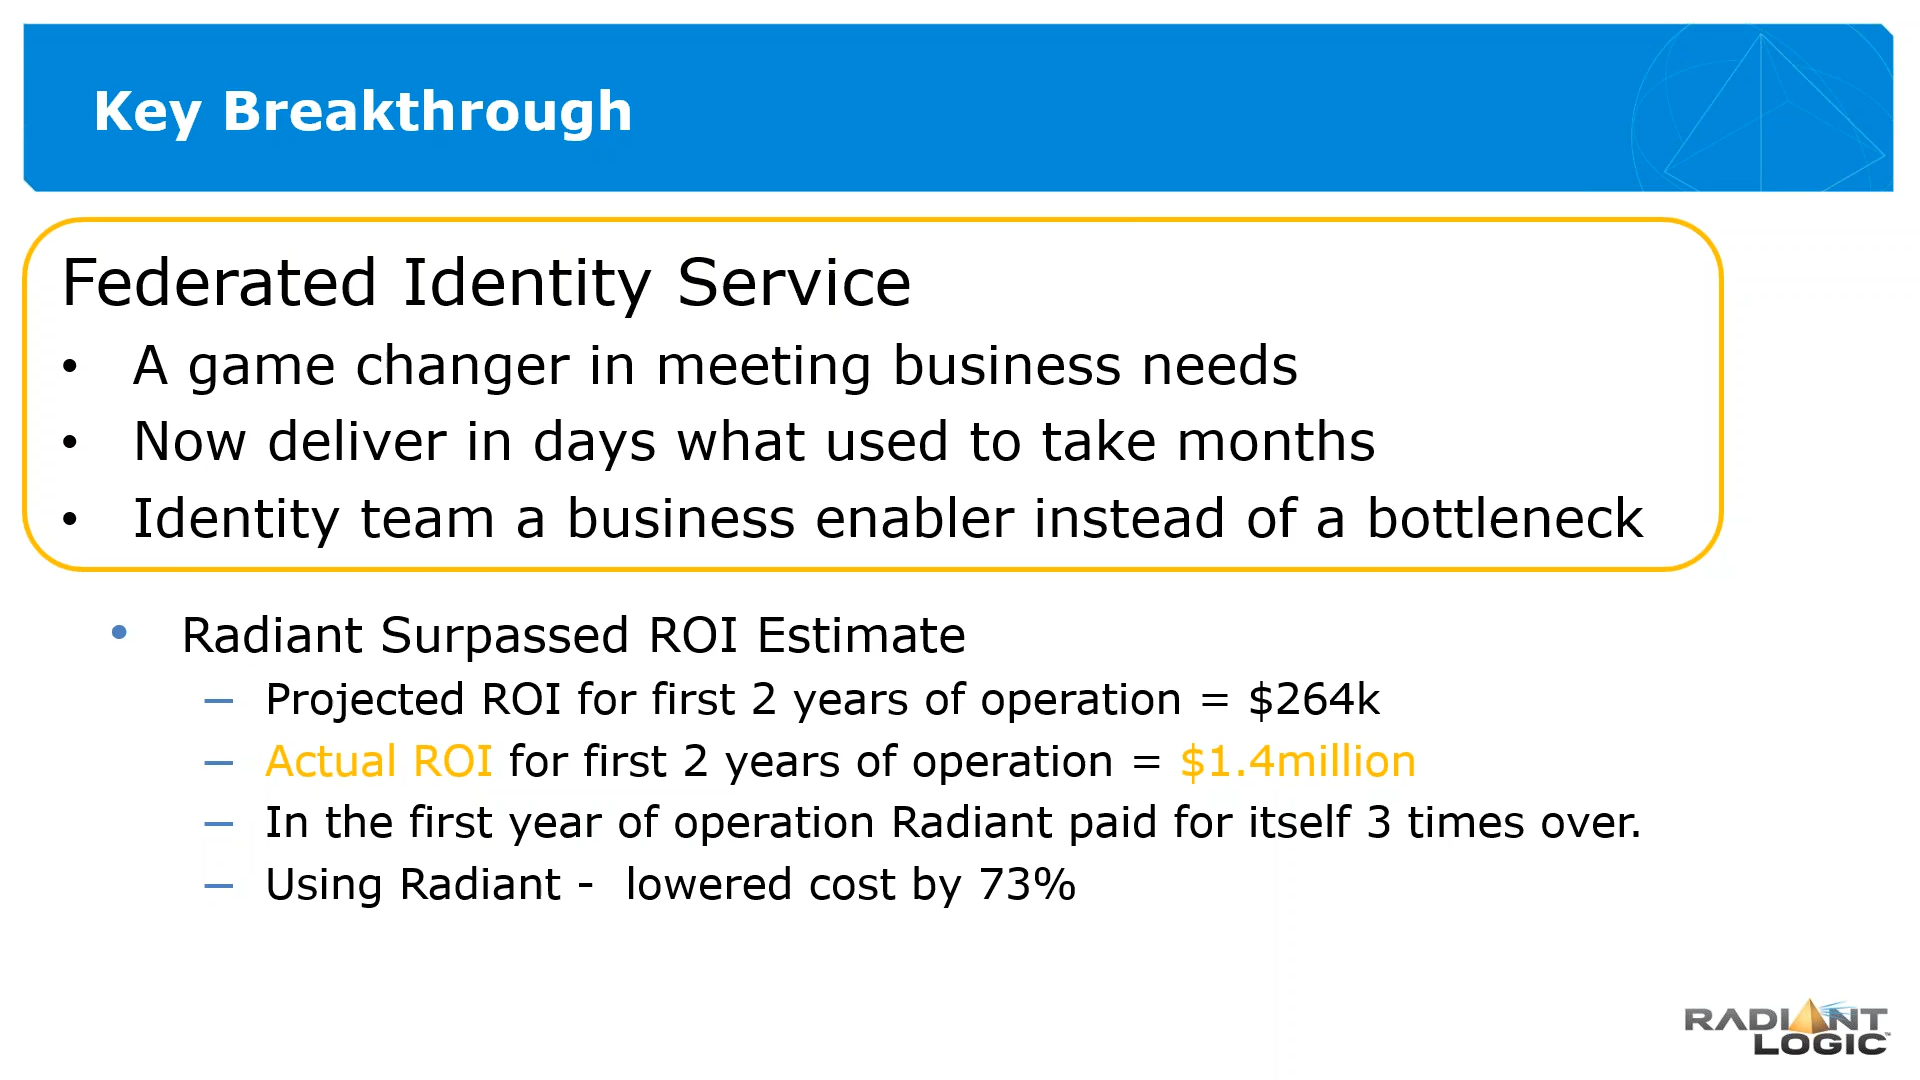 Key Breakthrough
Federated Identity Service
• A game changer in meeting business needs
• Now deliver in days what used to take months
• Identity team a business enabler instead of a bottleneck
• Radiant Surpassed ROI Estimate
– Projected ROI for first 2 years of operation = $264k
– Actual ROI for first 2 years of operation = $1.4million
– In the first year of operation Radiant paid for itself 3 times over.
– Using Radiant -  lowered cost by 73%
RADIANT
LOGIC™